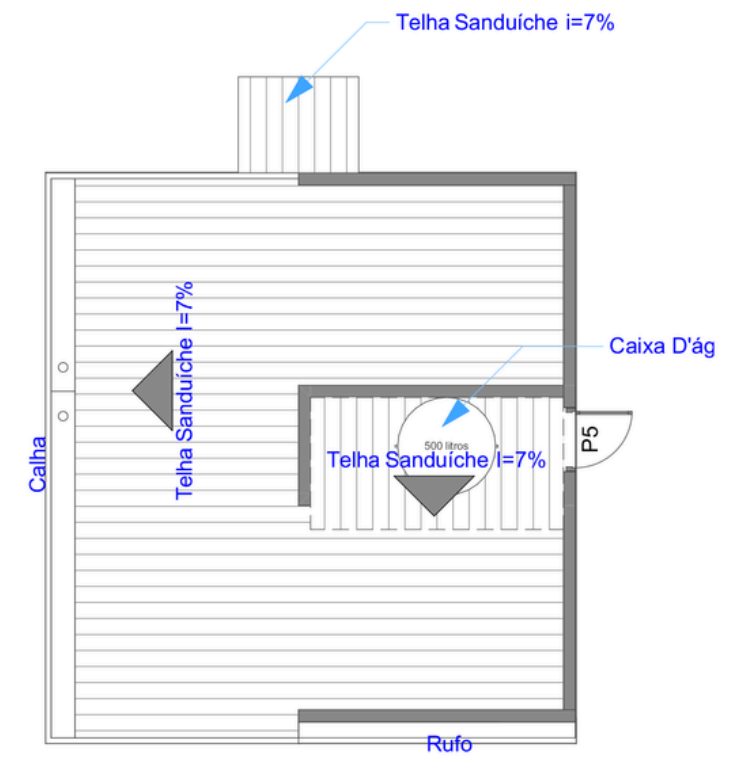 Telha Sanduíche i=7%
Telha Sanduíche I=7%
Caixa D'ág
500 litros
Telha Sanduíche I=7%
P5
Calha
Rufo